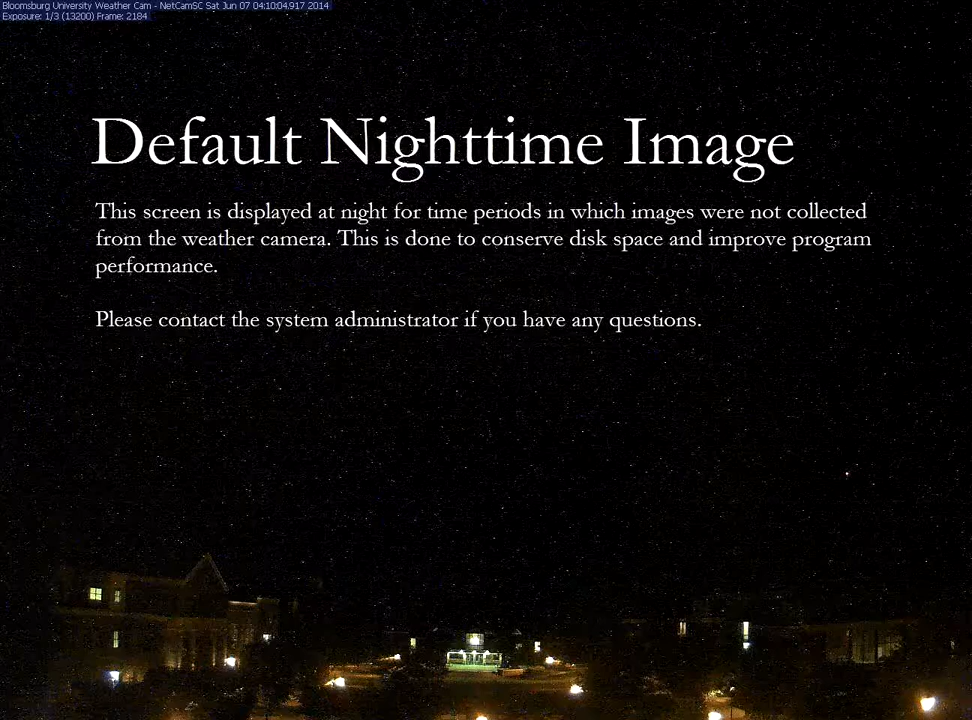 Bloomsburg University Weather Cam - NetCamSC Sat Jun 07 04:10:04.917 2014
Exposure: 1/3 (13200) Frame: 2184
Default Nighttime Image
This screen is displayed at night for time periods in which images were not collected
from the weather camera. This is done to conserve disk space and improve program
performance.
Please contact the system administrator if you have any questions.